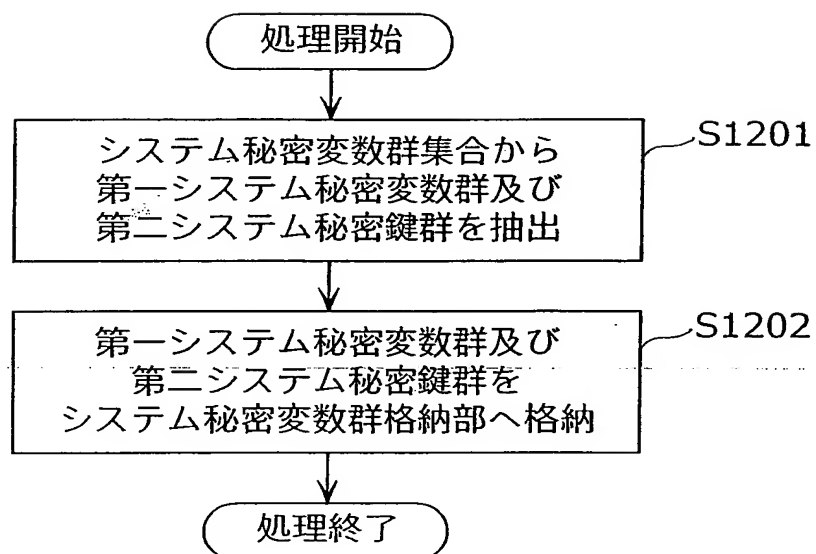 処理開始
システム秘密変数群集合から
第一システム秘密変数群及び
第二システム秘密鍵群を抽出
S1201
第一システム秘密変数群及び
第二システム秘密鍵群を
システム秘密変数群格納部へ格納
S1202
処理終了